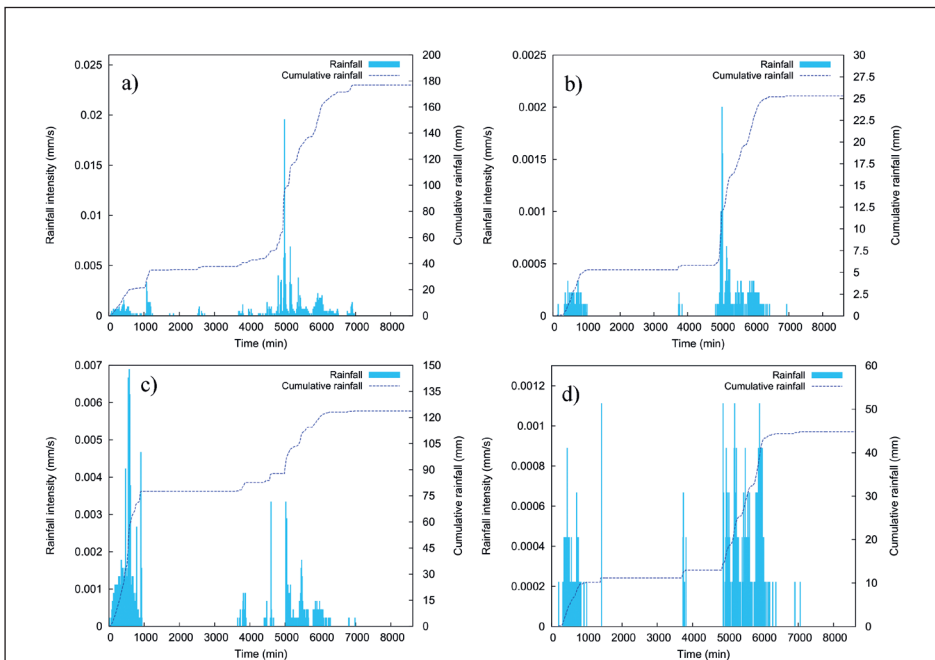 a)
Rainfall
Cumulative rainfall
Rainfall intensity (mm/s)
0.025
0.02
0.015
0.01
0.005
0
200
180
160
140
120
100
80
60
40
20
0
Cumulative rainfall (mm)
0 1000 2000 3000 4000 5000 6000 7000 8000
Time (min)
b)
Rainfall
Cumulative rainfall
Rainfall intensity (mm/s)
0.0025
0.002
0.0015
0.001
0.0005
0
30
27.5
25
22.5
20
17.5
15
12.5
10
7.5
5
2.5
0
Cumulative rainfall (mm)
0 1000 2000 3000 4000 5000 6000 7000 8000
Time (min)
c)
Rainfall
Cumulative rainfall
Rainfall intensity (mm/s)
0.007
0.006
0.005
0.004
0.003
0.002
0.001
0
150
135
120
105
90
75
60
45
30
15
0
Cumulative rainfall (mm)
0 1000 2000 3000 4000 5000 6000 7000 8000
Time (min)
d)
Rainfall
Cumulative rainfall
Rainfall intensity (mm/s)
0.0012
0.001
0.0008
0.0006
0.0004
0.0002
0
60
50
40
30
20
10
0
Cumulative rainfall (mm)
0 1000 2000 3000 4000 5000 6000 7000 8000
Time (min)